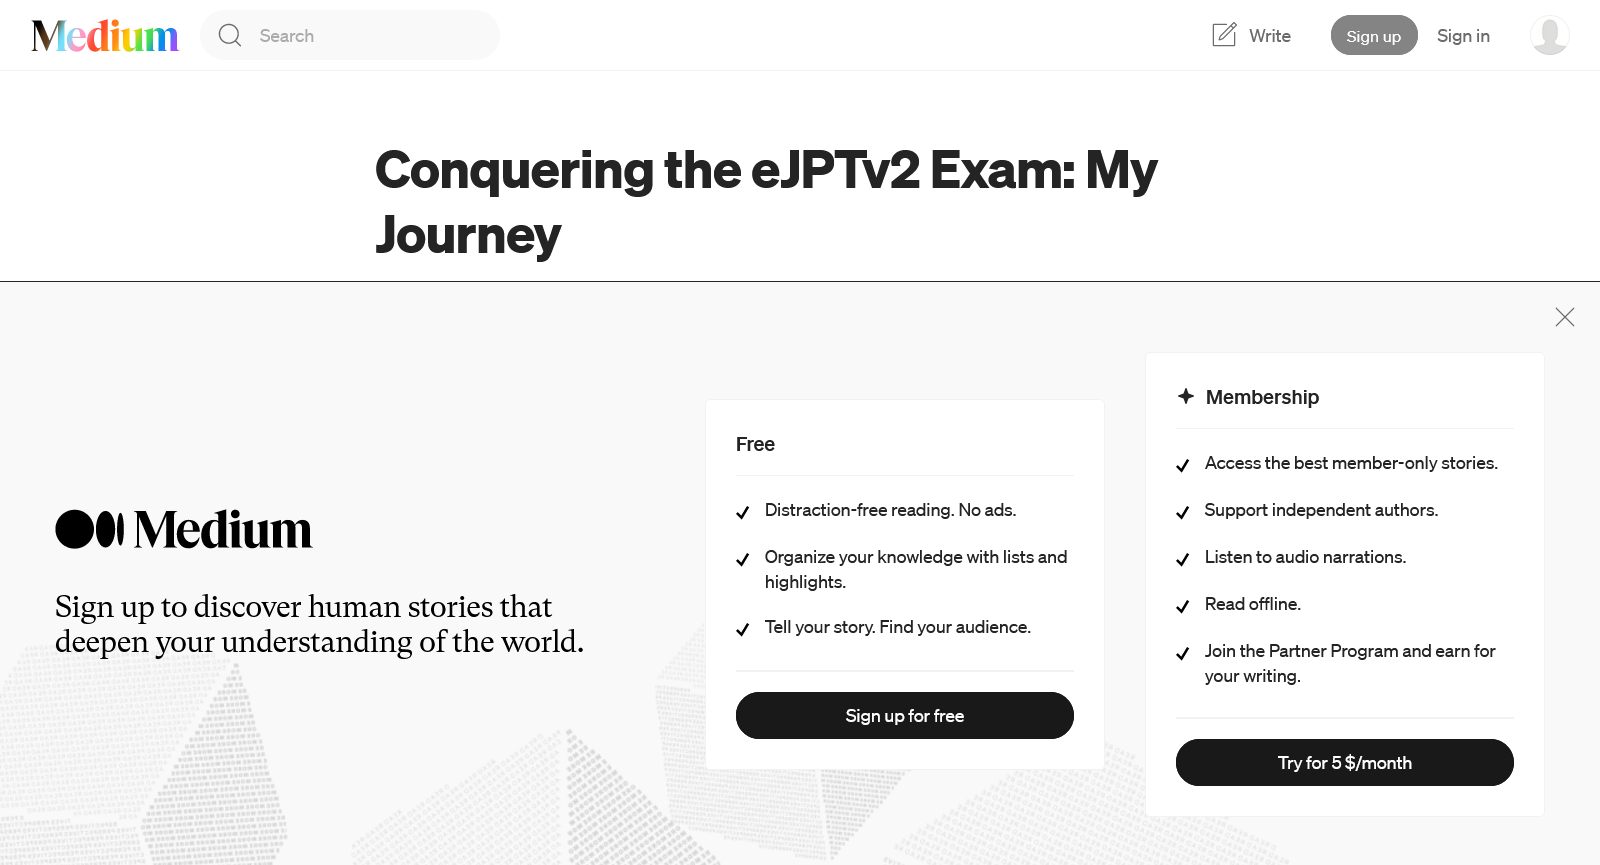 Medium
Search
Write
Sign up
Sign in
Conquering the eJPTv2 Exam: My
Journey
Medium
Sign up to discover human stories that
deepen your understanding of the world.
Free
Distraction-free reading. No ads.
Organize your knowledge with lists and
highlights.
Tell your story. Find your audience.
Sign up for free
Membership
Access the best member-only stories.
Support independent authors.
Listen to audio narrations.
Read offline.
Join the Partner Program and earn for
your writing.
Try for 5 $/month